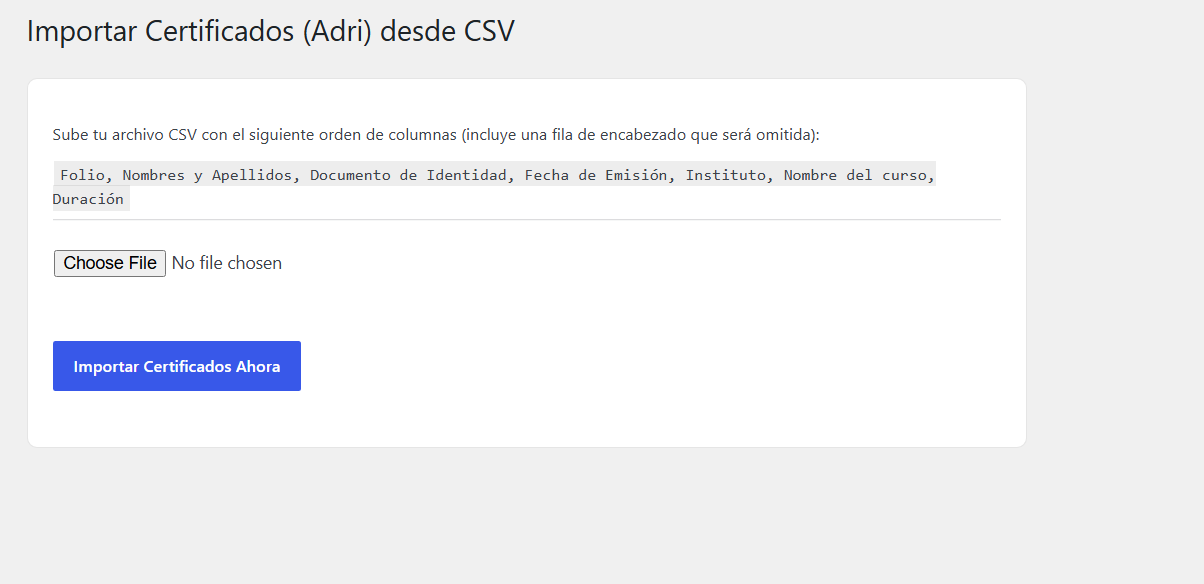 Importar Certificados (Adri) desde CSV
Sube tu archivo CSV con el siguiente orden de columnas (incluye una fila de encabezado que será omitida):
Folio, Nombres y Apellidos, Documento de Identidad, Fecha de Emisión, Instituto, Nombre del curso,
Duración
Choose File No file chosen
Importar Certificados Ahora